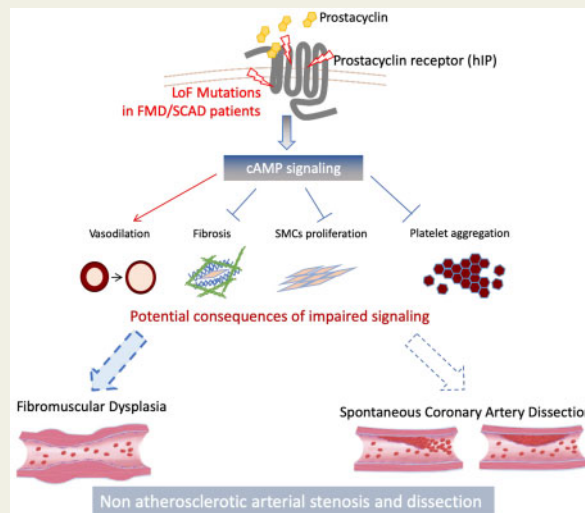 Prostacyclin
Prostacyclin receptor (hIP)
LoF Mutations
in FMD/SCAD patients
cAMP signaling
Vasodilation
Fibrosis
SMCs proliferation
Platelet aggregation
Potential consequences of impaired signaling
Fibromuscular Dysplasia
Spontaneous Coronary Artery Dissection
Non atherosclerotic arterial stenosis and dissection